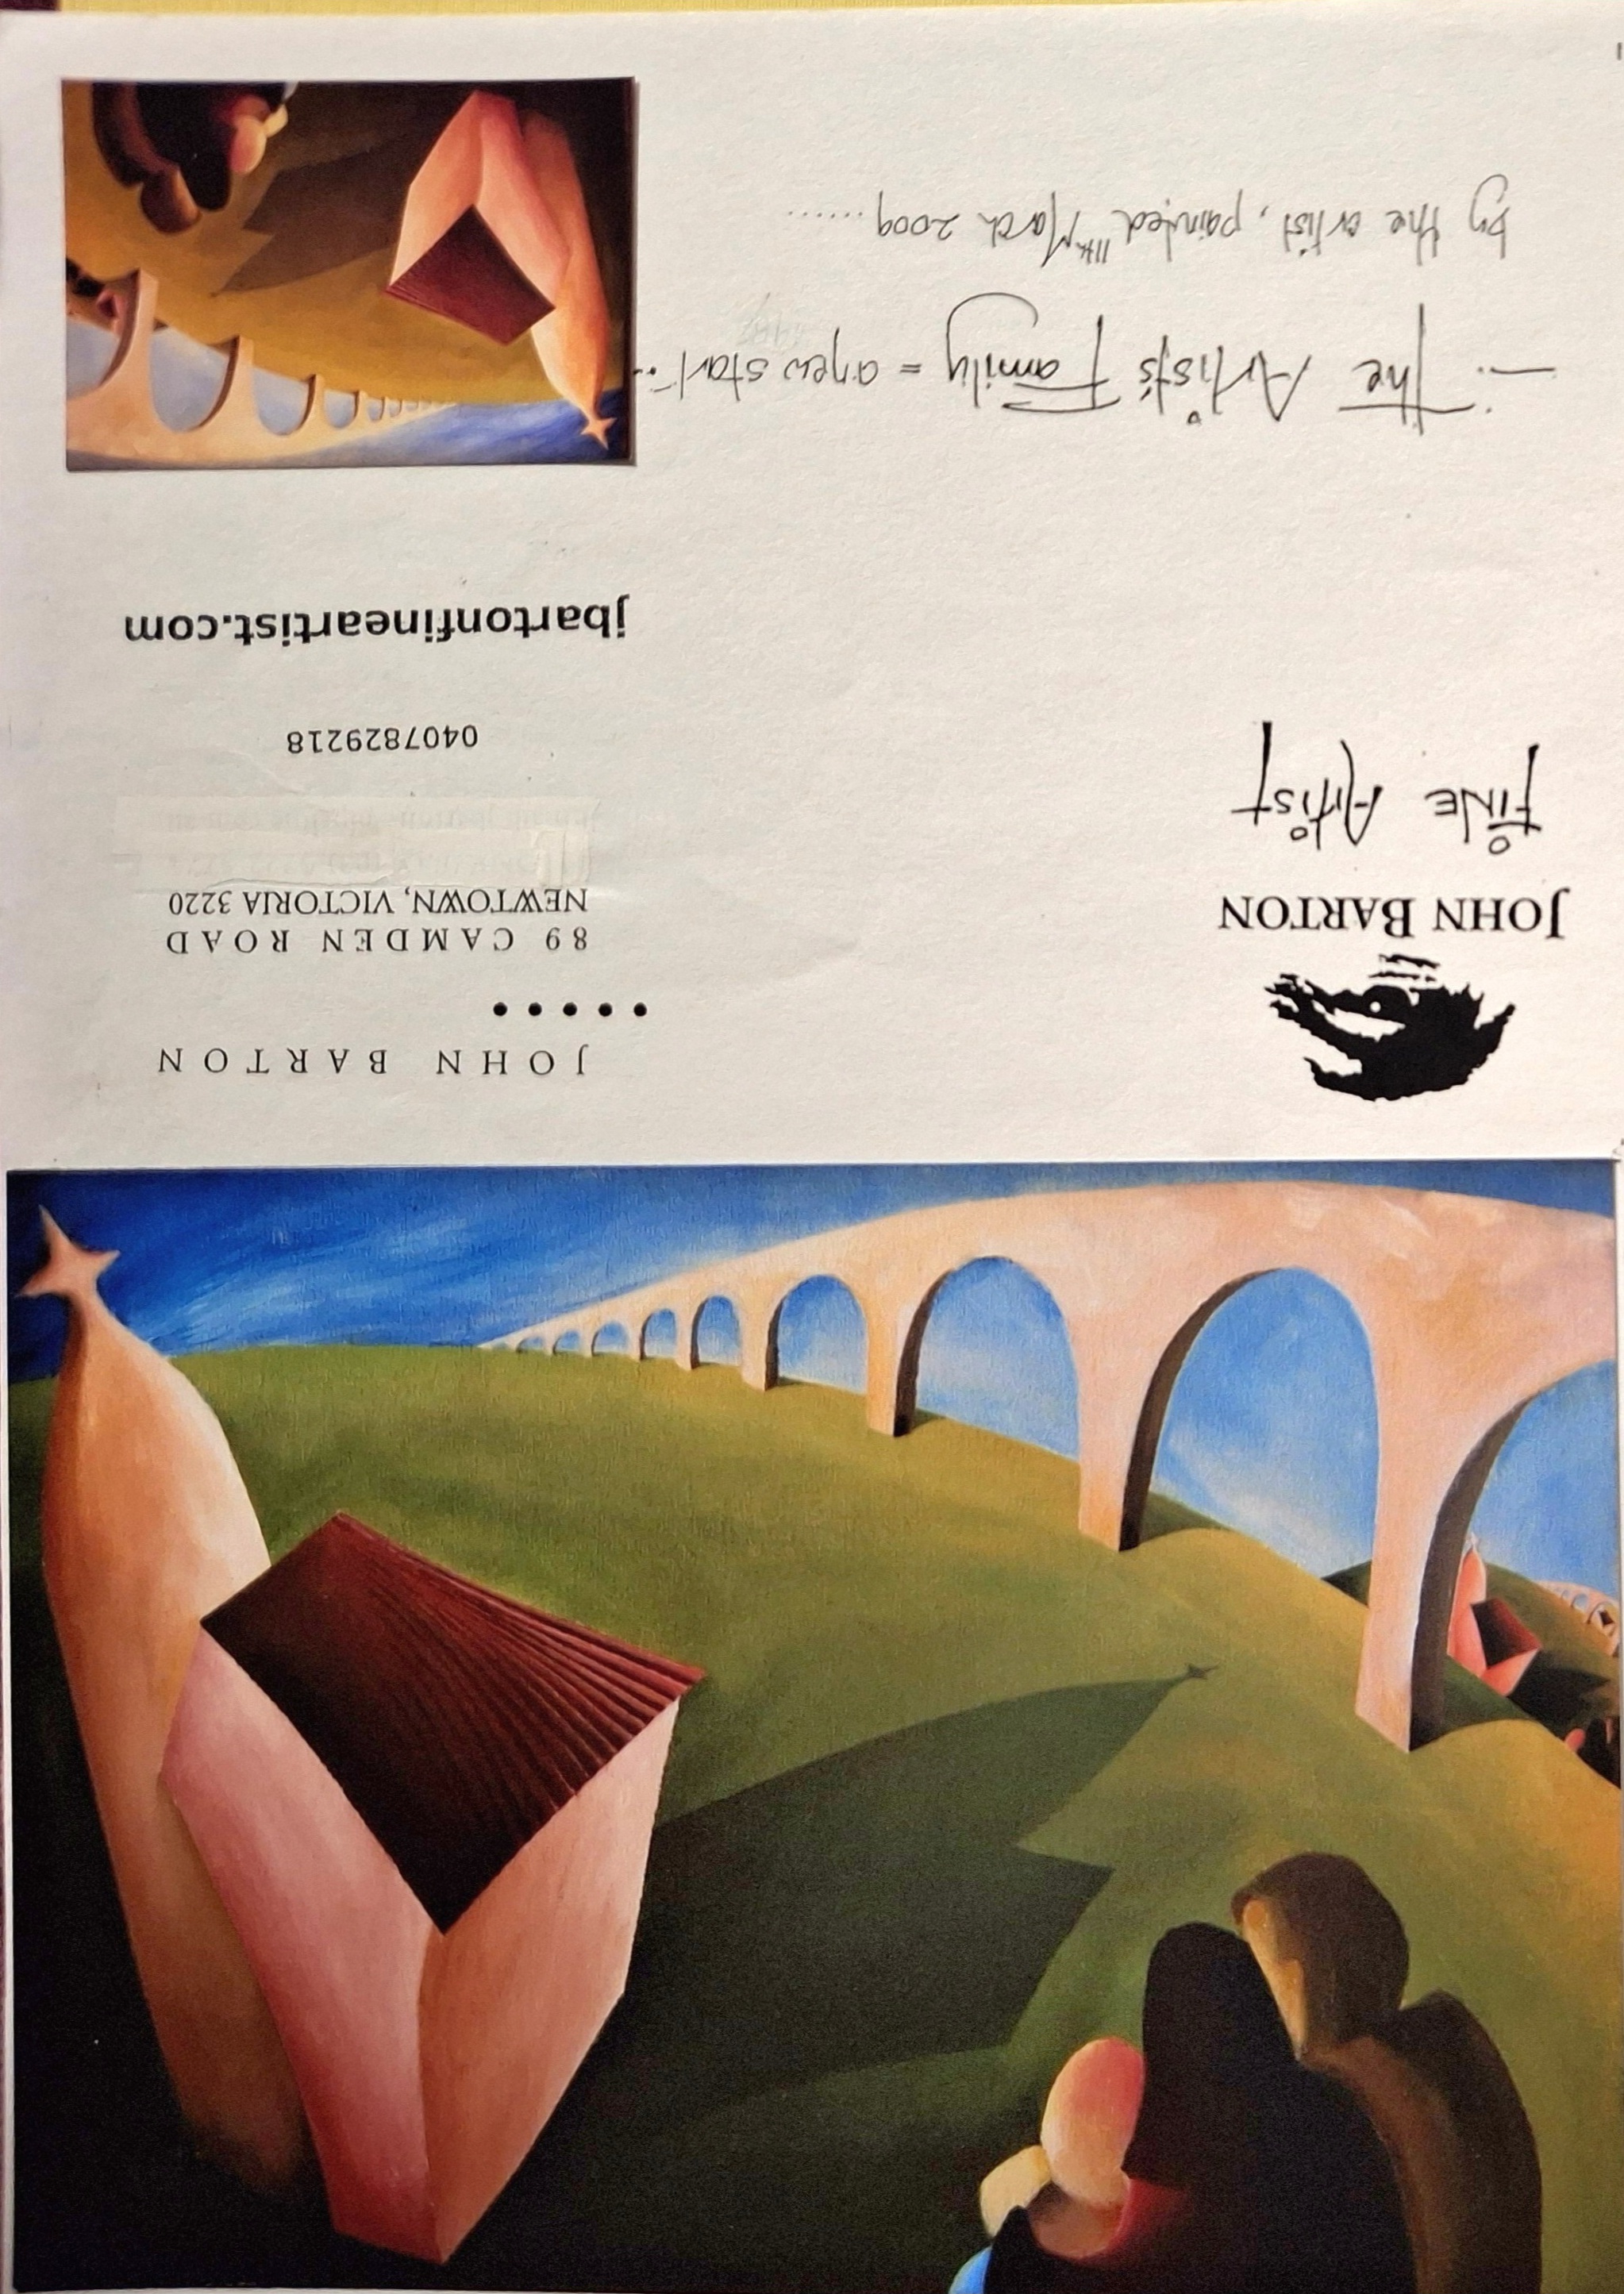 JOHN BARTON
FINE ARTIST
JOHN BARTON
•••••
89 CAMDEN ROAD
NEWTOWN, VICTORIA 3220
0407829218
jbartonfineartist.com
The Artist's Family = a new start..
by the artist, painted 11th March 2009......